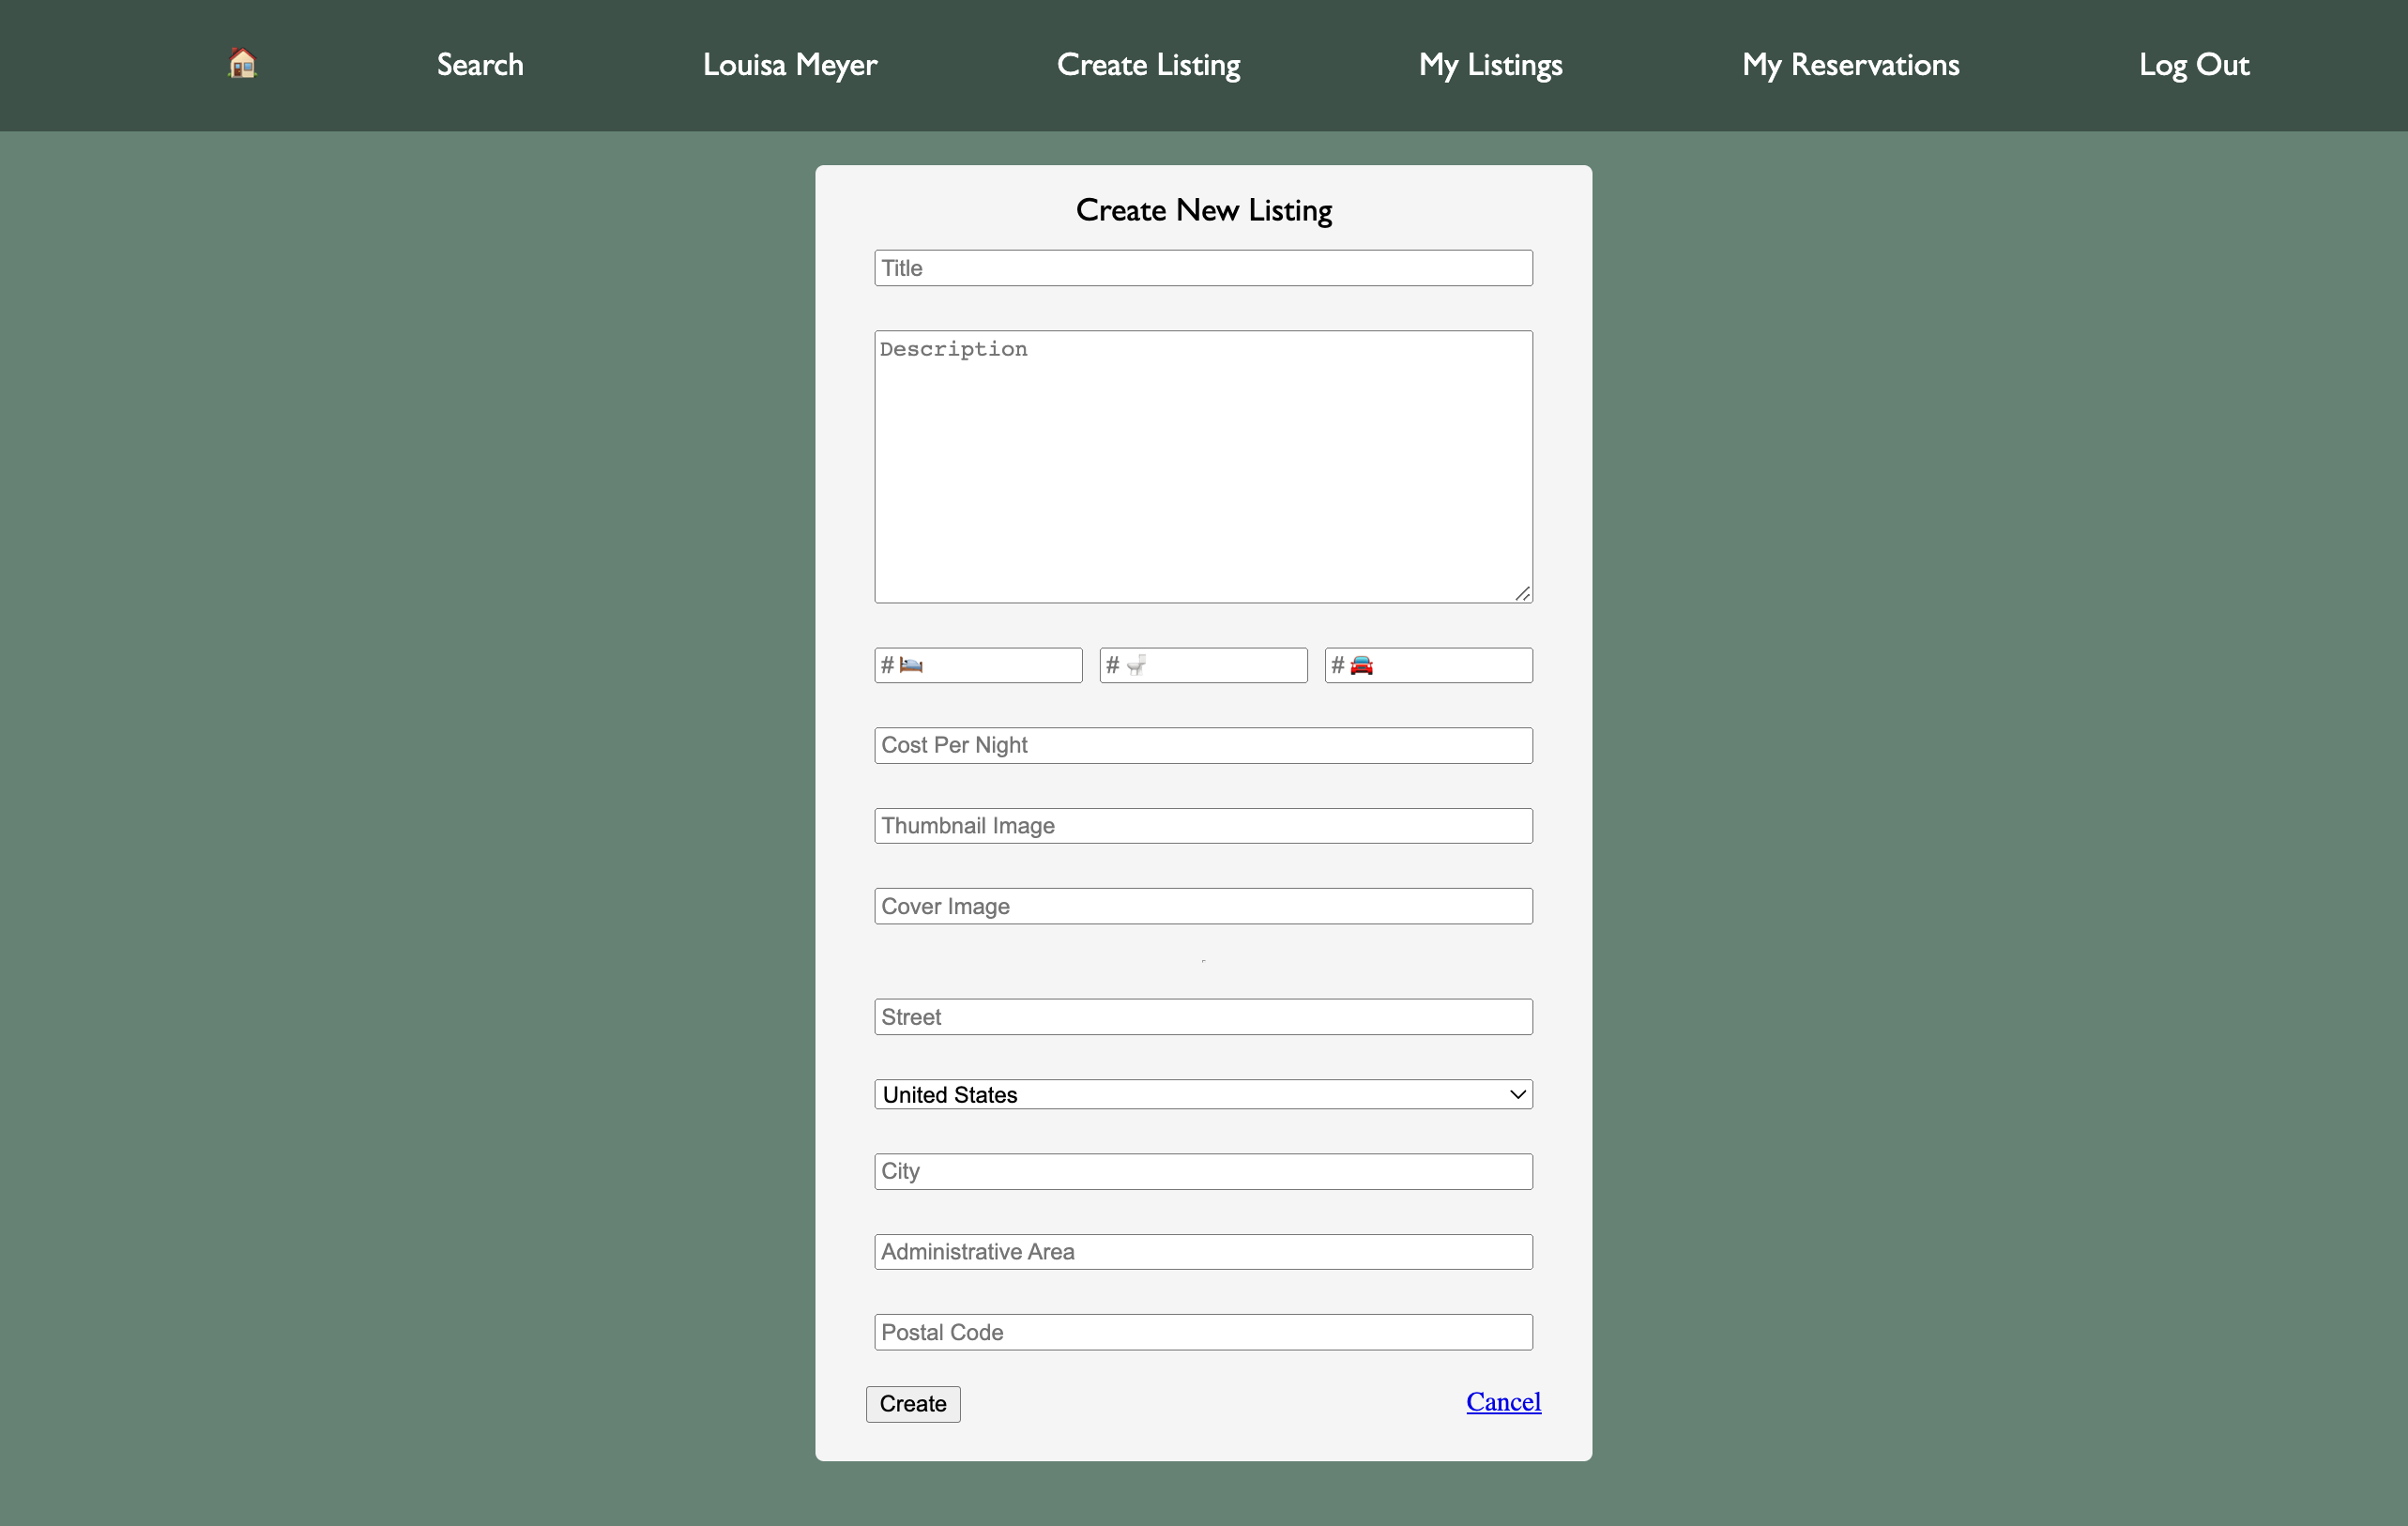 🏠 Search Louisa Meyer Create Listing My Listings My Reservations Log Out
Create New Listing
Title
Description
# 🛌 # 🚽 # 🚘
Cost Per Night
Thumbnail Image
Cover Image
Street
United States
City
Administrative Area
Postal Code
Create Cancel